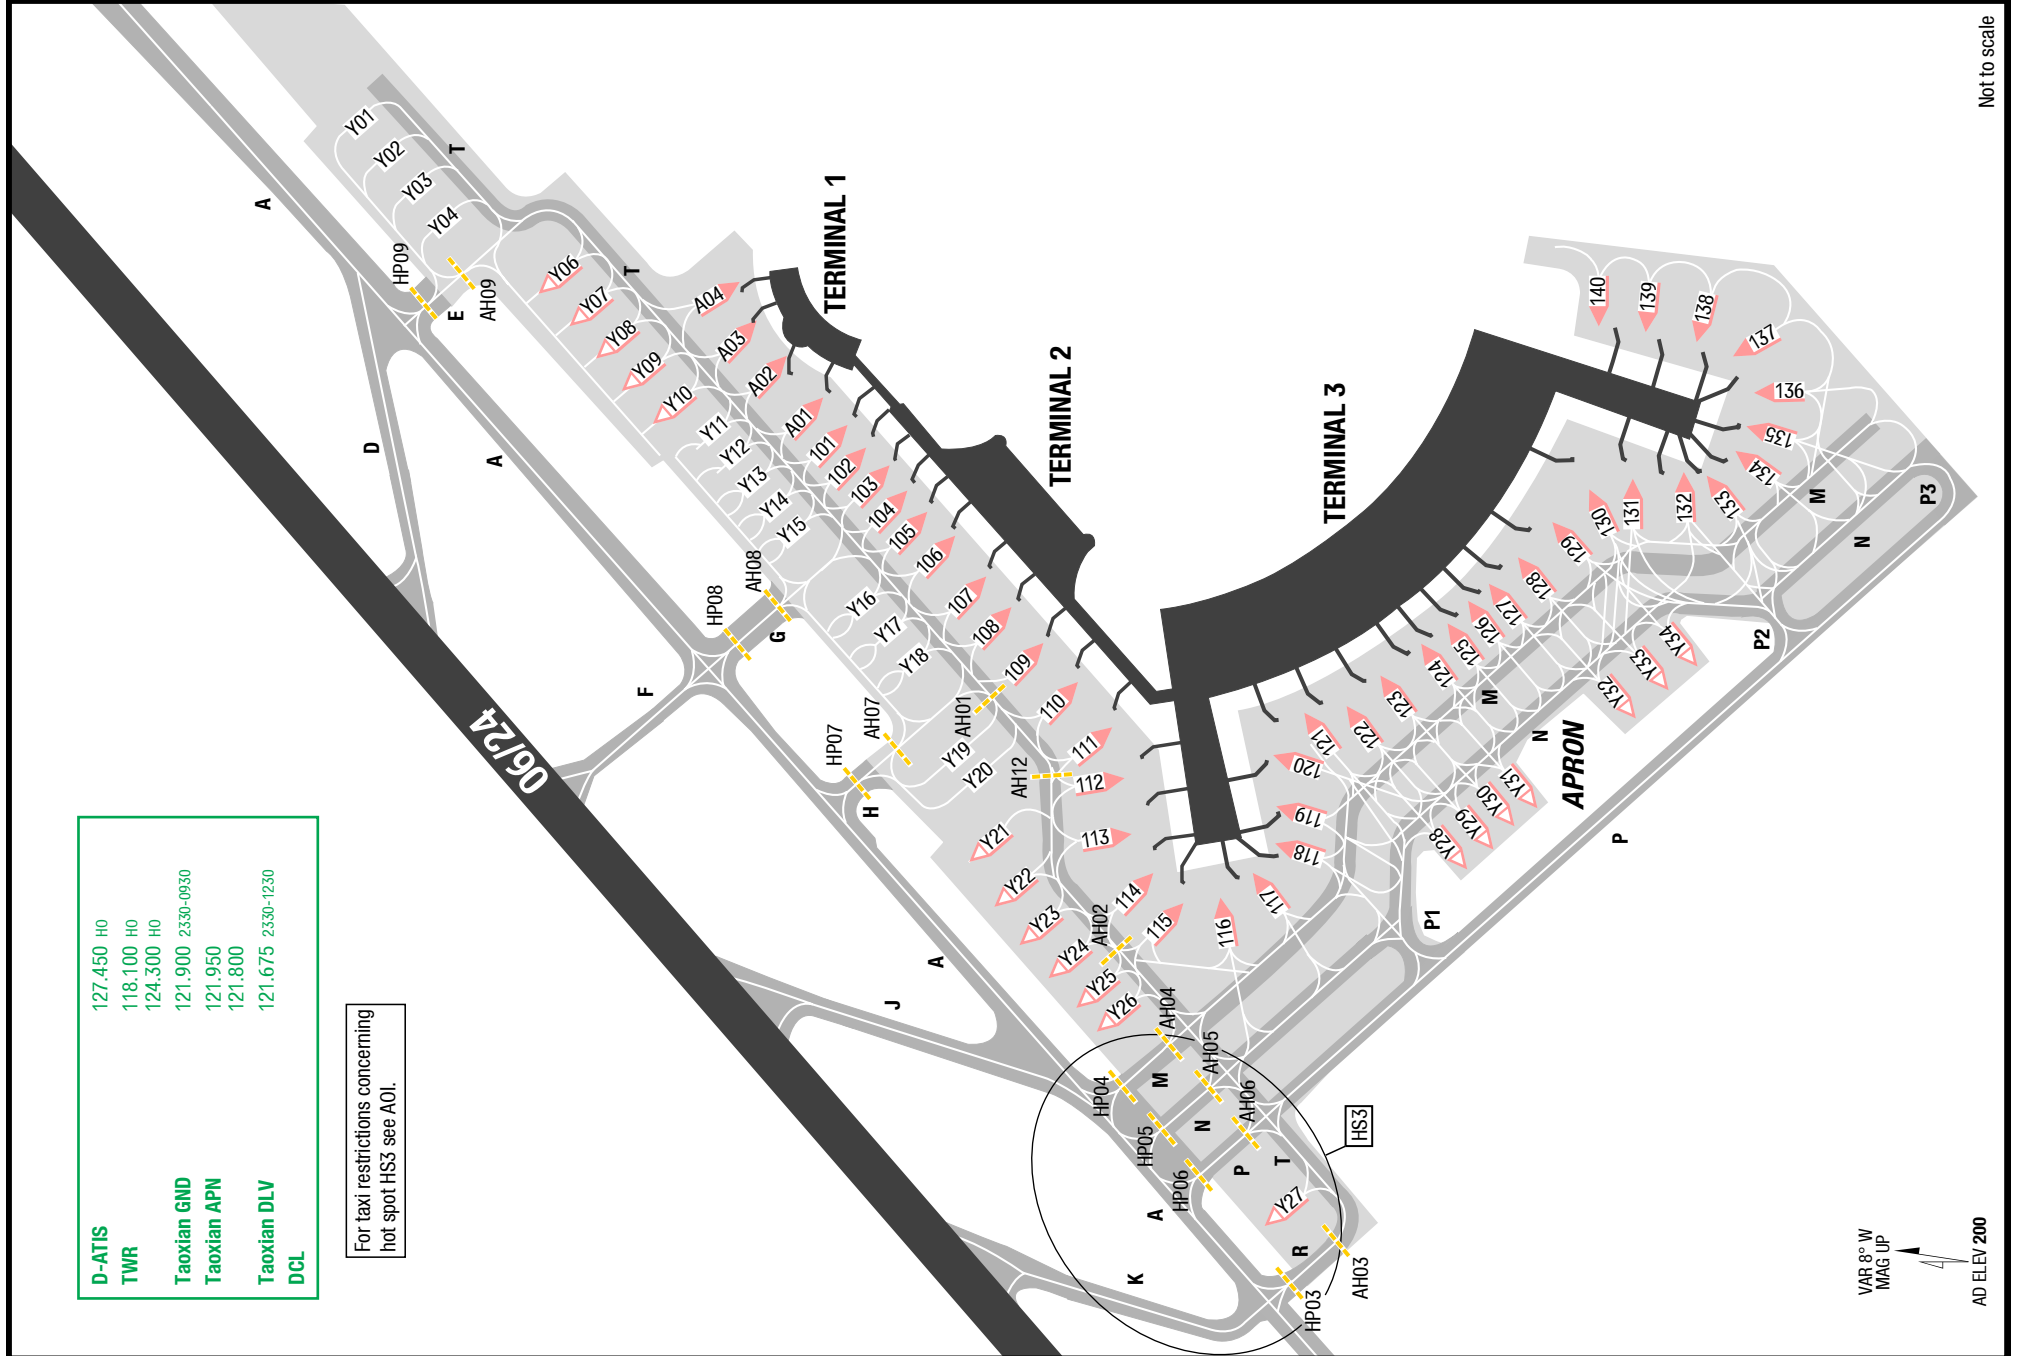 D-ATIS 127.450 HO
TWR 118.100 HO
124.300 HO
Taoxian GND 121.900 2330-0930
Taoxian APN 121.950
121.800
Taoxian DLV 121.675 2330-1230
DCL
For taxi restrictions concerning
hot spot HS3 see AOI.
06/24
TERMINAL 1
TERMINAL 2
TERMINAL 3
APRON
A
A
A
A
D
E
F
G
H
J
K
M
M
M
N
N
N
P
P
P1
P2
P3
R
T
T
T
HP03
HP04
HP05
HP06
HP07
HP08
HP09
AH01
AH02
AH03
AH04
AH05
AH06
AH07
AH08
AH09
AH12
HS3
Y01
Y02
Y03
Y04
Y06
Y07
Y08
Y09
Y10
Y11
Y12
Y13
Y14
Y15
Y16
Y17
Y18
Y19
Y20
Y21
Y22
Y23
Y24
Y25
Y26
Y27
Y28
Y29
Y30
Y31
Y32
Y33
Y34
A04
A03
A02
A01
101
102
103
104
105
106
107
108
109
110
111
112
113
114
115
116
117
118
119
120
121
122
123
124
125
126
127
128
129
130
131
132
133
134
135
136
137
138
139
140
VAR 8° W
MAG UP
AD ELEV 200
Not to scale